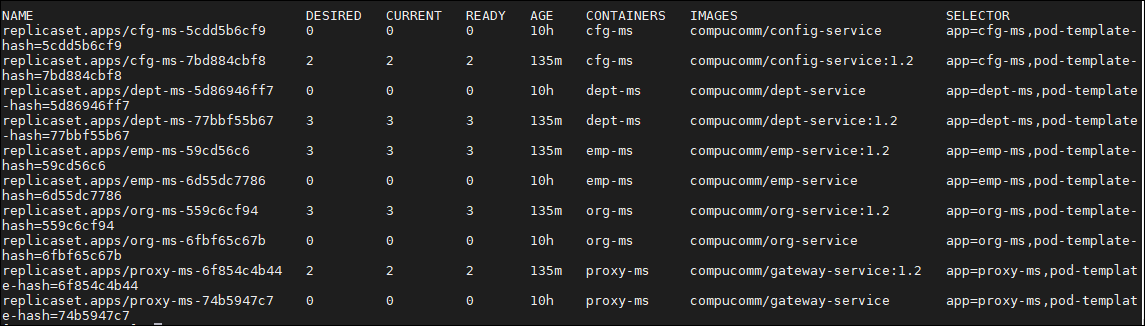 NAME DESIRED CURRENT READY AGE CONTAINERS IMAGES SELECTOR
replicaset.apps/cfg-ms-5cdd5b6cf9 0 0 0 10h cfg-ms compucomm/config-service app=cfg-ms,pod-template-
hash=5cdd5b6cf9
replicaset.apps/cfg-ms-7bd884cbf8 2 2 2 135m cfg-ms compucomm/config-service:1.2 app=cfg-ms,pod-template-
hash=7bd884cbf8
replicaset.apps/dept-ms-5d86946ff7 0 0 0 10h dept-ms compucomm/dept-service app=dept-ms,pod-template
-hash=5d86946ff7
replicaset.apps/dept-ms-77bbf55b67 3 3 3 135m dept-ms compucomm/dept-service:1.2 app=dept-ms,pod-template
-hash=77bbf55b67
replicaset.apps/emp-ms-59cd56c6 3 3 3 135m emp-ms compucomm/emp-service:1.2 app=emp-ms,pod-template-
hash=59cd56c6
replicaset.apps/emp-ms-6d55dc7786 0 0 0 10h emp-ms compucomm/emp-service app=emp-ms,pod-template-
hash=6d55dc7786
replicaset.apps/org-ms-559c6cf94 3 3 3 135m org-ms compucomm/org-service:1.2 app=org-ms,pod-template-
hash=559c6cf94
replicaset.apps/org-ms-6fbf65c67b 0 0 0 10h org-ms compucomm/org-service app=org-ms,pod-template-
hash=6fbf65c67b
replicaset.apps/proxy-ms-6f854c4b44 2 2 2 135m proxy-ms compucomm/gateway-service:1.2 app=proxy-ms,pod-templat
e-hash=6f854c4b44
replicaset.apps/proxy-ms-74b5947c7 0 0 0 10h proxy-ms compucomm/gateway-service app=proxy-ms,pod-templat
e-hash=74b5947c7